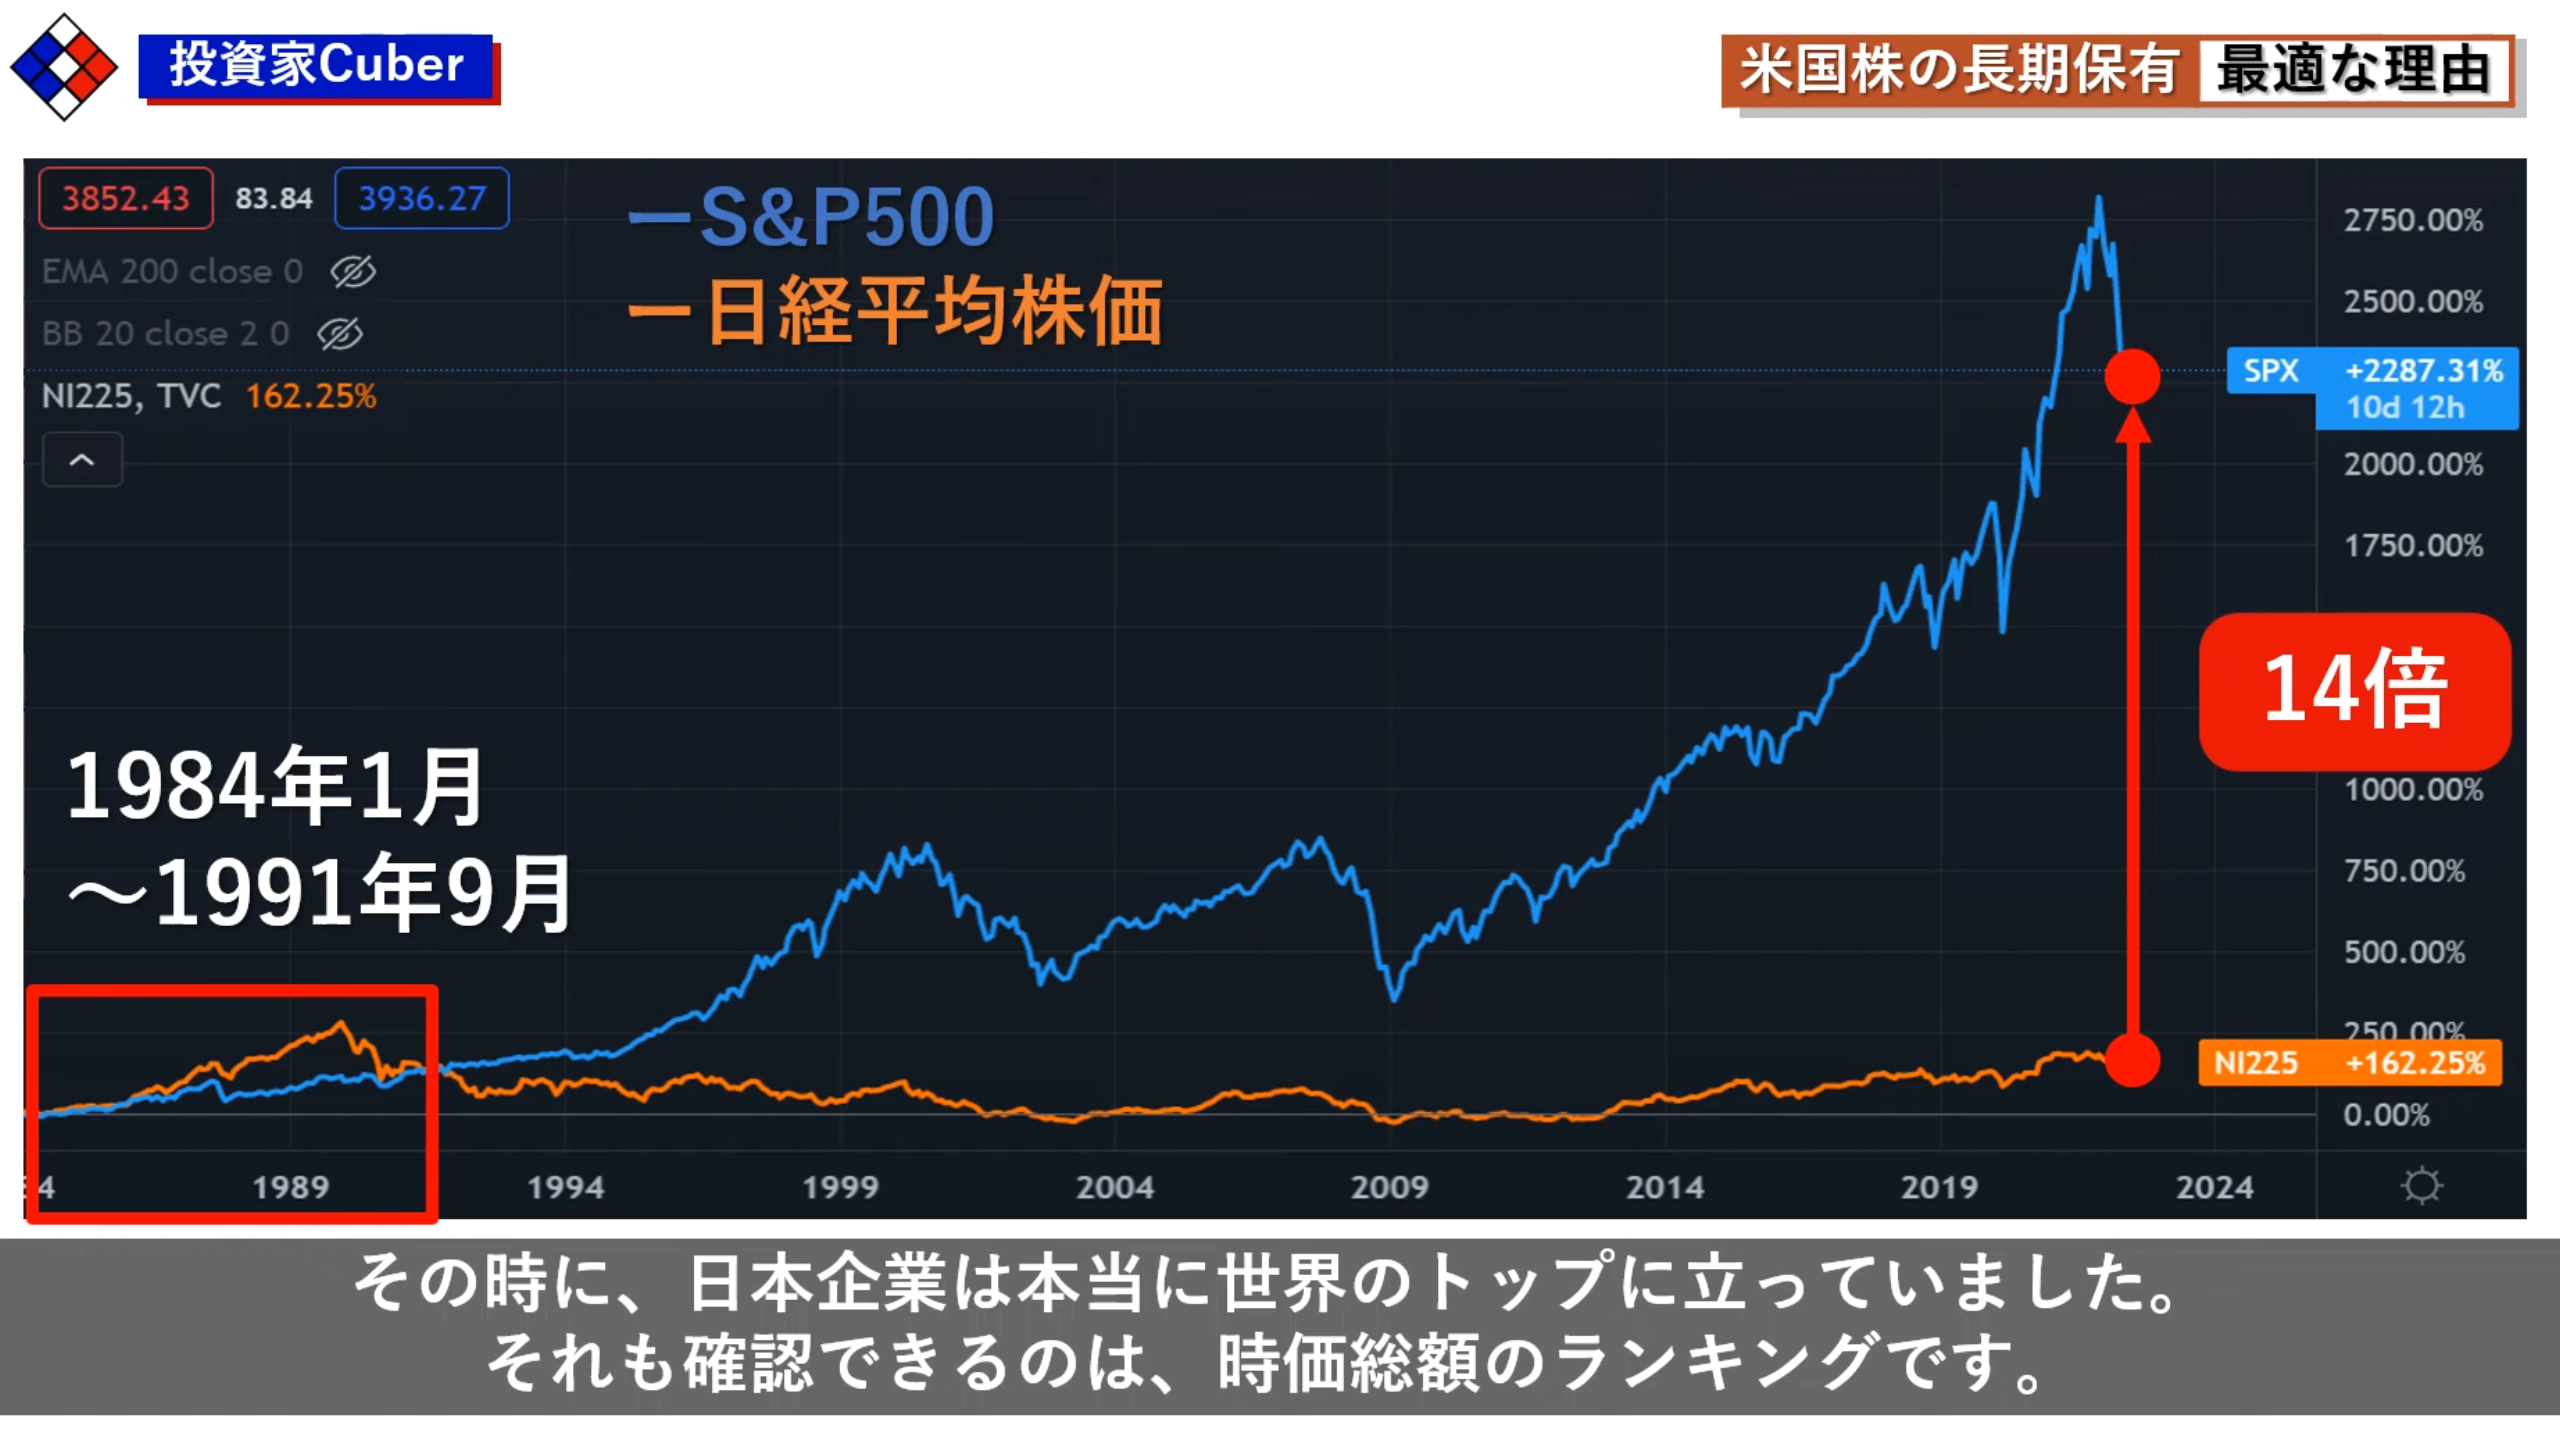 投資家Cuber
米国株の長期保有 最適な理由
3852.43 83.84 3936.27
EMA 200 close 0
BB 20 close 2 0
NI225, TVC 162.25%
ーS&P500
ー日経平均株価
2750.00%
2500.00%
SPX +2287.31%
10d 12h
2000.00%
1750.00%
14倍
1000.00%
750.00%
500.00%
250.00%
NI225 +162.25%
0.00%
1984年1月
～1991年9月
4 1989 1994 1999 2004 2009 2014 2019 2024
その時に、日本企業は本当に世界のトップに立っていました。
それも確認できるのは、時価総額のランキングです。